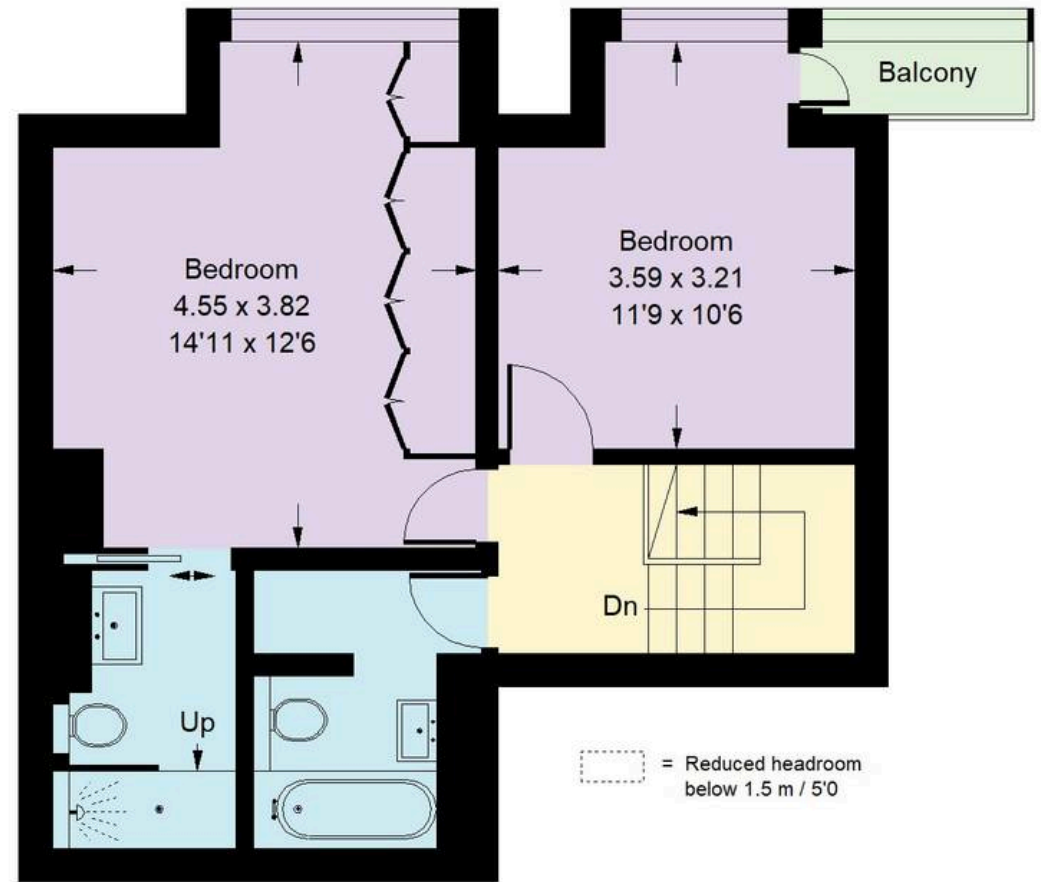 Balcony
Bedroom
4.55 x 3.82
14'11 x 12'6
Bedroom
3.59 x 3.21
11'9 x 10'6
Dn
Up
= Reduced headroom
below 1.5 m / 5'0